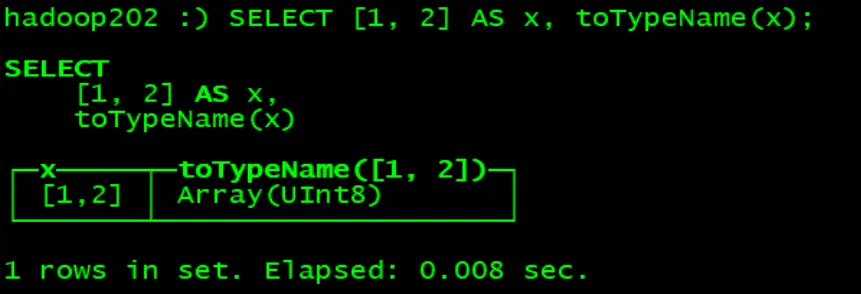 hadoop202 :) SELECT [1, 2] AS x, toTypeName(x);
SELECT
[1, 2] AS x,
toTypeName(x)
x toTypeName([1, 2])
[1,2] Array(UInt8)
1 rows in set. Elapsed: 0.008 sec.